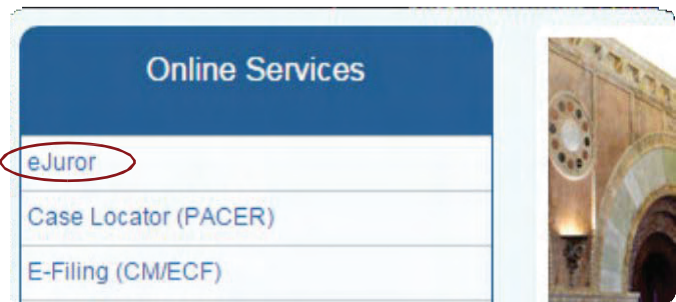 Online Services
eJuror
Case Locator (PACER)
E-Filing (CM/ECF)